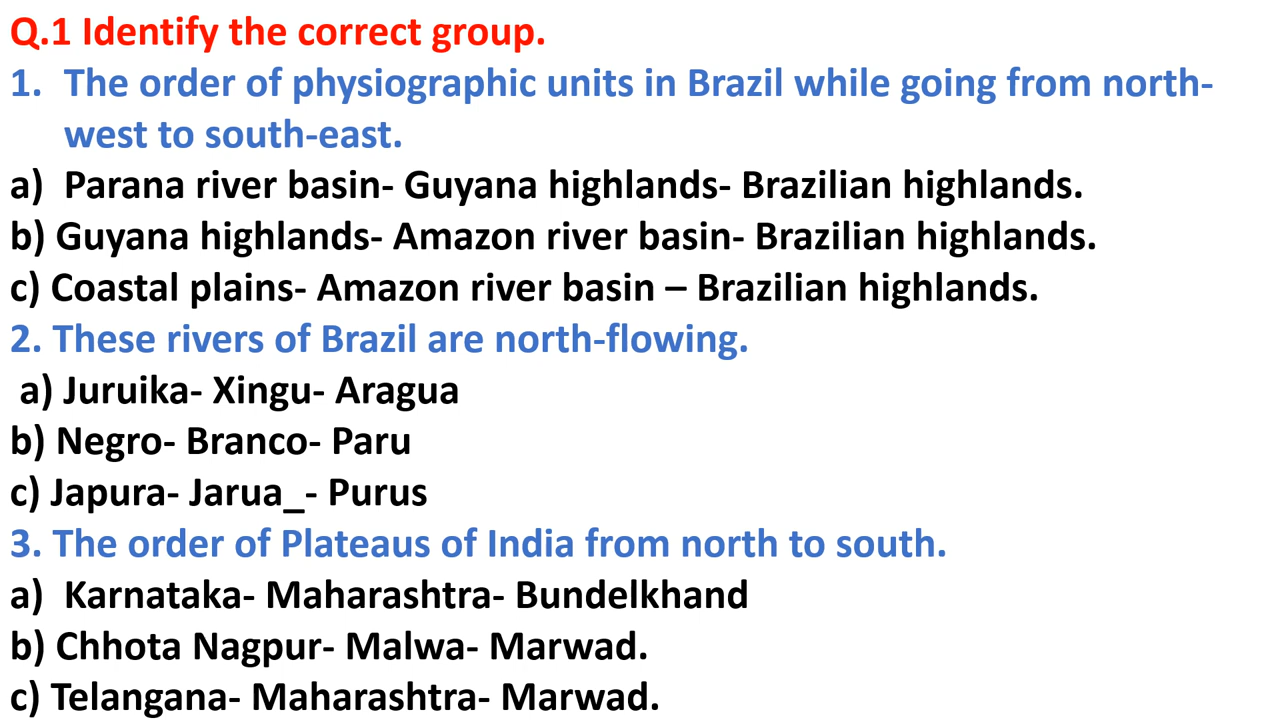 Q.1 Identify the correct group.
1. The order of physiographic units in Brazil while going from north-
west to south-east.
a) Parana river basin- Guyana highlands- Brazilian highlands.
b) Guyana highlands- Amazon river basin- Brazilian highlands.
c) Coastal plains- Amazon river basin – Brazilian highlands.
2. These rivers of Brazil are north-flowing.
a) Juruika- Xingu- Aragua
b) Negro- Branco- Paru
c) Japura- Jarua_- Purus
3. The order of Plateaus of India from north to south.
a) Karnataka- Maharashtra- Bundelkhand
b) Chhota Nagpur- Malwa- Marwad.
c) Telangana- Maharashtra- Marwad.